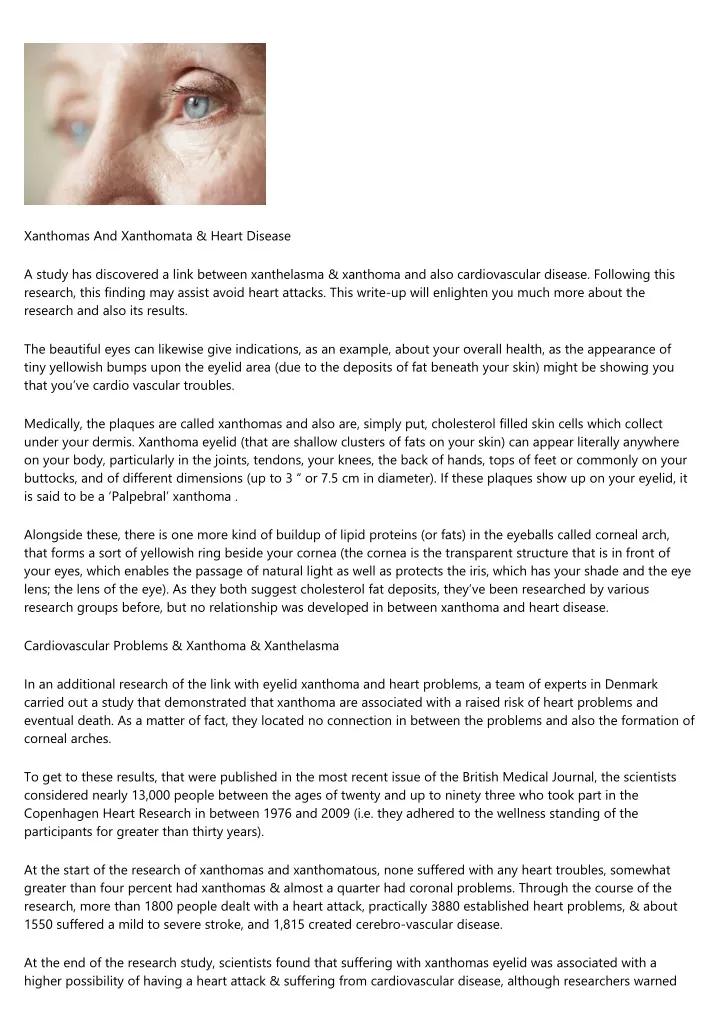 Xanthomas And Xanthomata & Heart Disease
A study has discovered a link between xanthelasma & xanthoma and also cardiovascular disease. Following this
research, this finding may assist avoid heart attacks. This write-up will enlighten you much more about the
research and also its results.
The beautiful eyes can likewise give indications, as an example, about your overall health, as the appearance of
tiny yellowish bumps upon the eyelid area (due to the deposits of fat beneath your skin) might be showing you
that you've cardio vascular troubles.
Medically, the plaques are called xanthomas and also are, simply put, cholesterol filled skin cells which collect
under your dermis. Xanthoma eyelid (that are shallow clusters of fats on your skin) can appear literally anywhere
on your body, particularly in the joints, tendons, your knees, the back of hands, tops of feet or commonly on your
buttocks, and of different dimensions (up to 3 “ or 7.5 cm in diameter). If these plaques show up on your eyelid, it
is said to be a ‘Palpebral’ xanthoma .
Alongside these, there is one more kind of buildup of lipid proteins (or fats) in the eyeballs called corneal arch,
that forms a sort of yellowish ring beside your cornea (the cornea is the transparent structure that is in front of
your eyes, which enables the passage of natural light as well as protects the iris, which has your shade and the eye
lens; the lens of the eye). As they both suggest cholesterol fat deposits, they’ve been researched by various
research groups before, but no relationship was developed in between xanthoma and heart disease.
Cardiovascular Problems & Xanthoma & Xanthelasma
In an additional research of the link with eyelid xanthoma and heart problems, a team of experts in Denmark
carried out a study that demonstrated that xanthoma are associated with a raised risk of heart problems and
eventual death. As a matter of fact, they located no connection in between the problems and also the formation of
corneal arches.
To get to these results, that were published in the most recent issue of the British Medical Journal, the scientists
considered nearly 13,000 people between the ages of twenty and up to ninety three who took part in the
Copenhagen Heart Research in between 1976 and 2009 (i.e. they adhered to the wellness standing of the
participants for greater than thirty years).
At the start of the research of xanthomas and xanthomatous, none suffered with any heart troubles, somewhat
greater than four percent had xanthomas & almost a quarter had coronal problems. Through the course of the
research, more than 1800 people dealt with a heart attack, practically 3880 established heart problems, & about
1550 suffered a mild to severe stroke, and 1,815 created cerebro-vascular disease.
At the end of the research study, scientists found that suffering with xanthomas eyelid was associated with a
higher possibility of having a heart attack & suffering from cardiovascular disease, although researchers warned